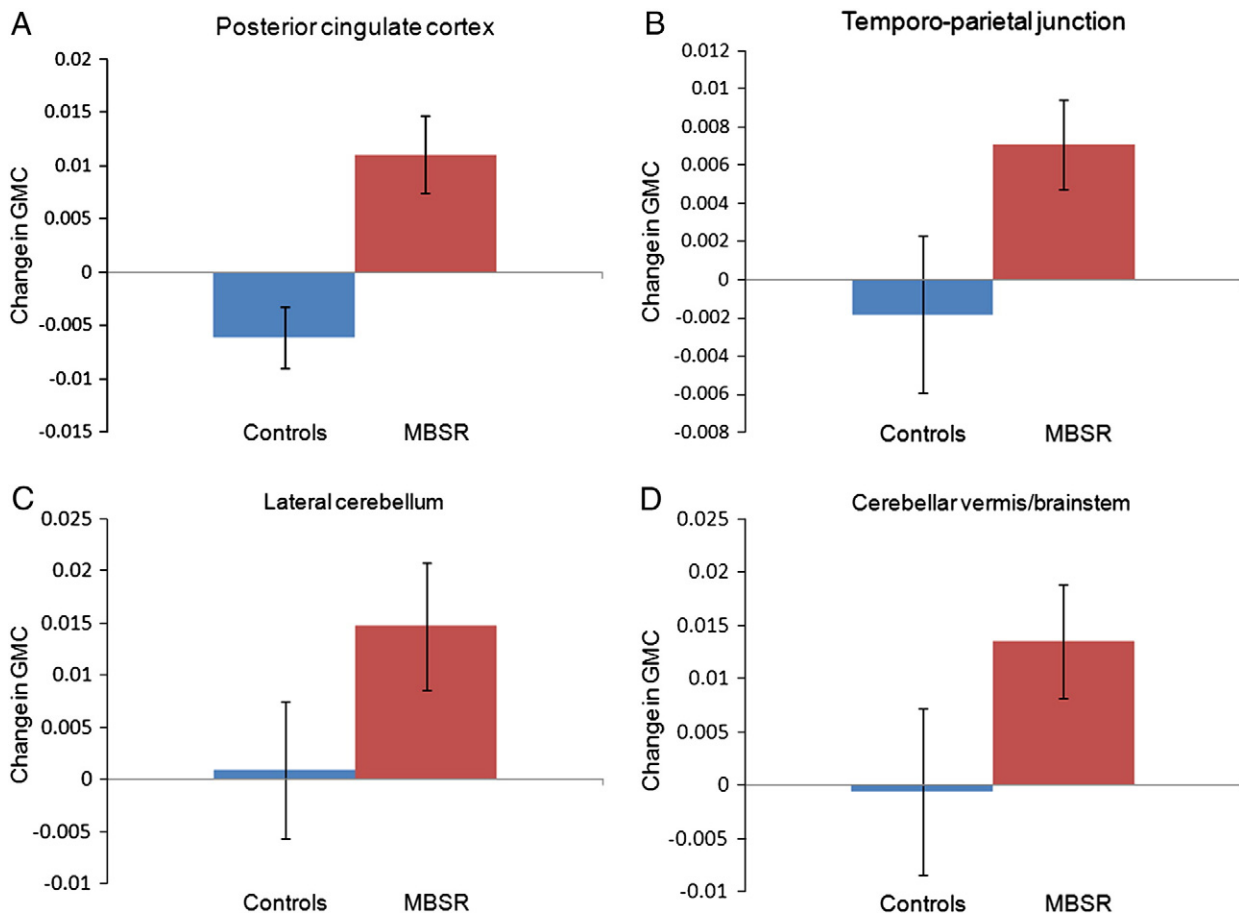 A
Posterior cingulate cortex
0.02
0.015
0.01
0.005
0
-0.005
-0.01
-0.015
Change in GMC
Controls
MBSR
B
Temporo-parietal junction
0.012
0.01
0.008
0.006
0.004
0.002
0
-0.002
-0.004
-0.006
-0.008
Change in GMC
Controls
MBSR
C
Lateral cerebellum
0.025
0.02
0.015
0.01
0.005
0
-0.005
-0.01
Change in GMC
Controls
MBSR
D
Cerebellar vermis/brainstem
0.025
0.02
0.015
0.01
0.005
0
-0.005
-0.01
Change in GMC
Controls
MBSR